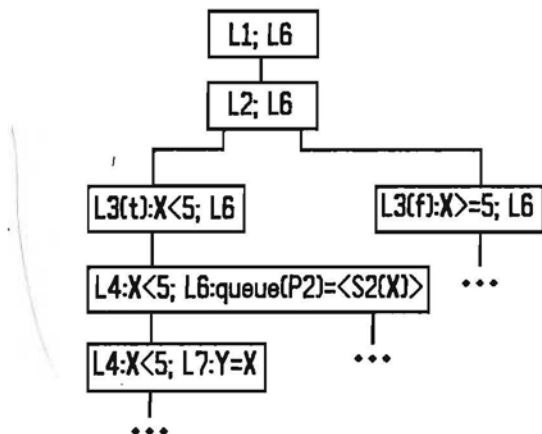 L1; L6
L2; L6
L3(t):X<5; L6
L3(f):X>=5; L6
L4:X<5; L6:queue(P2)=<S2(X)>
•••
•••
L4:X<5; L7:Y=X
•••